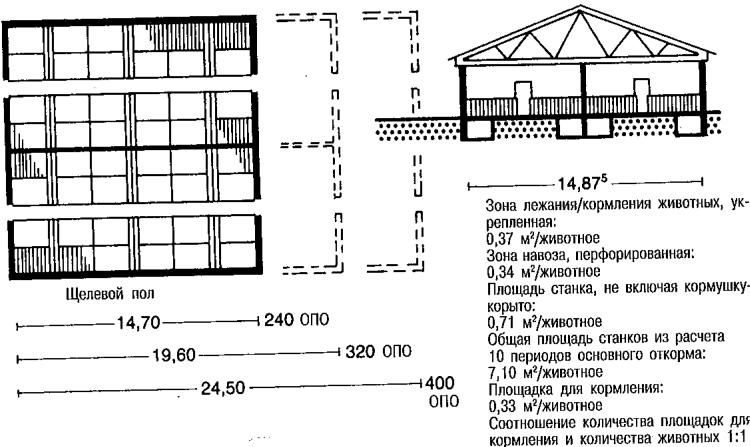 14,87⁵
Зона лежания/кормления животных, ук-
репленная:
0,37 м²/животное
Зона навоза, перфорированная:
0,34 м²/животное
Площадь станка, не включая кормушку-
корыто:
0,71 м²/животное
Общая площадь станков из расчета
10 периодов основного откорма:
7,10 м²/животное
Площадка для кормления:
0,33 м²/животное
Соотношение количества площадок для
кормления и количества животных 1:1
Щелевой пол
14,70 240 ОПО
19,60 320 ОПО
24,50 400
ОПО